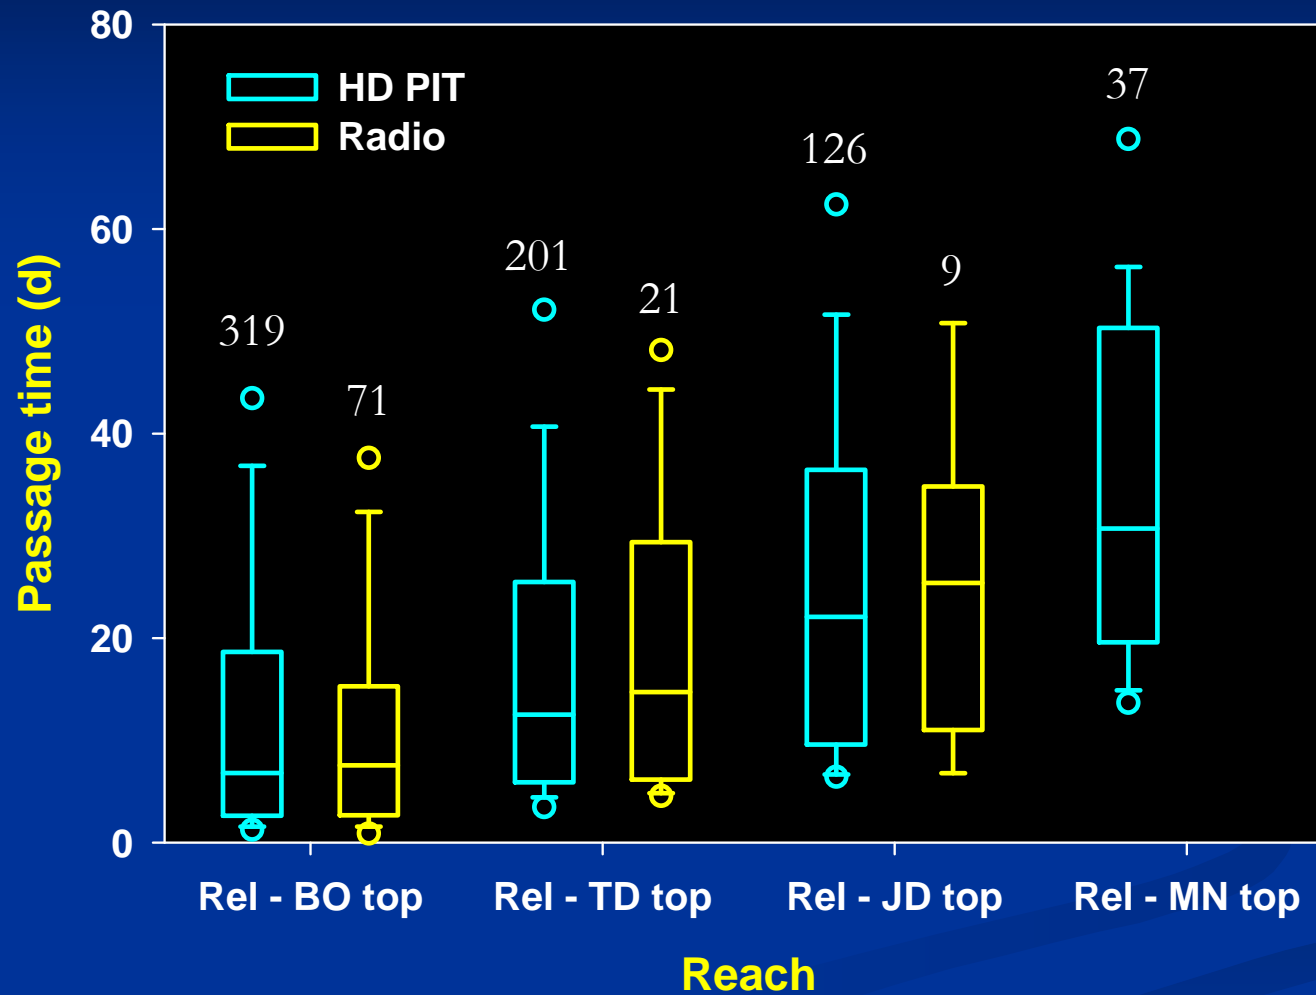 80
HD PIT
Radio
37
126
60
201
9
21
319
71
40
20
0
Passage time (d)
Rel - BO top
Rel - TD top
Rel - JD top
Rel - MN top
Reach